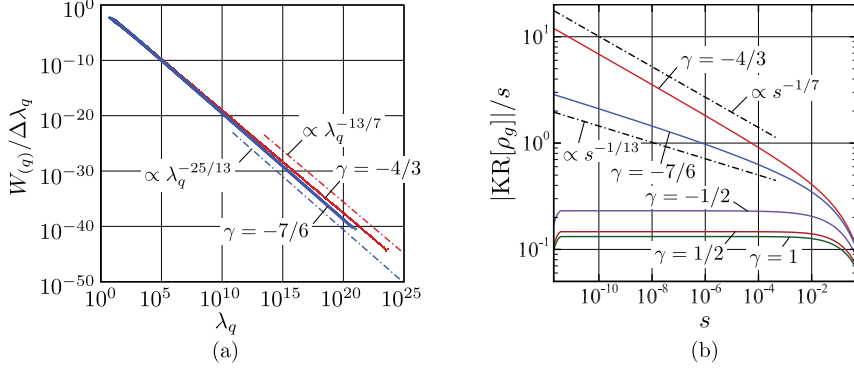 W_{(q)}/Δλ_q
10^0
10^{-10}
10^{-20}
10^{-30}
10^{-40}
10^{-50}
∝ λ_q^{-13/7}
∝ λ_q^{-25/13}
γ = −4/3
γ = −7/6
10^0 10^5 10^{10} 10^{15} 10^{20} 10^{25}
λ_q
(a)
|KR[ρ_g]|/s
10^1
10^0
10^{-1}
γ = −4/3
∝ s^{-1/7}
∝ s^{-1/13}
γ = −7/6
γ = −1/2
γ = 1/2
γ = 1
10^{-10} 10^{-8} 10^{-6} 10^{-4} 10^{-2}
s
(b)